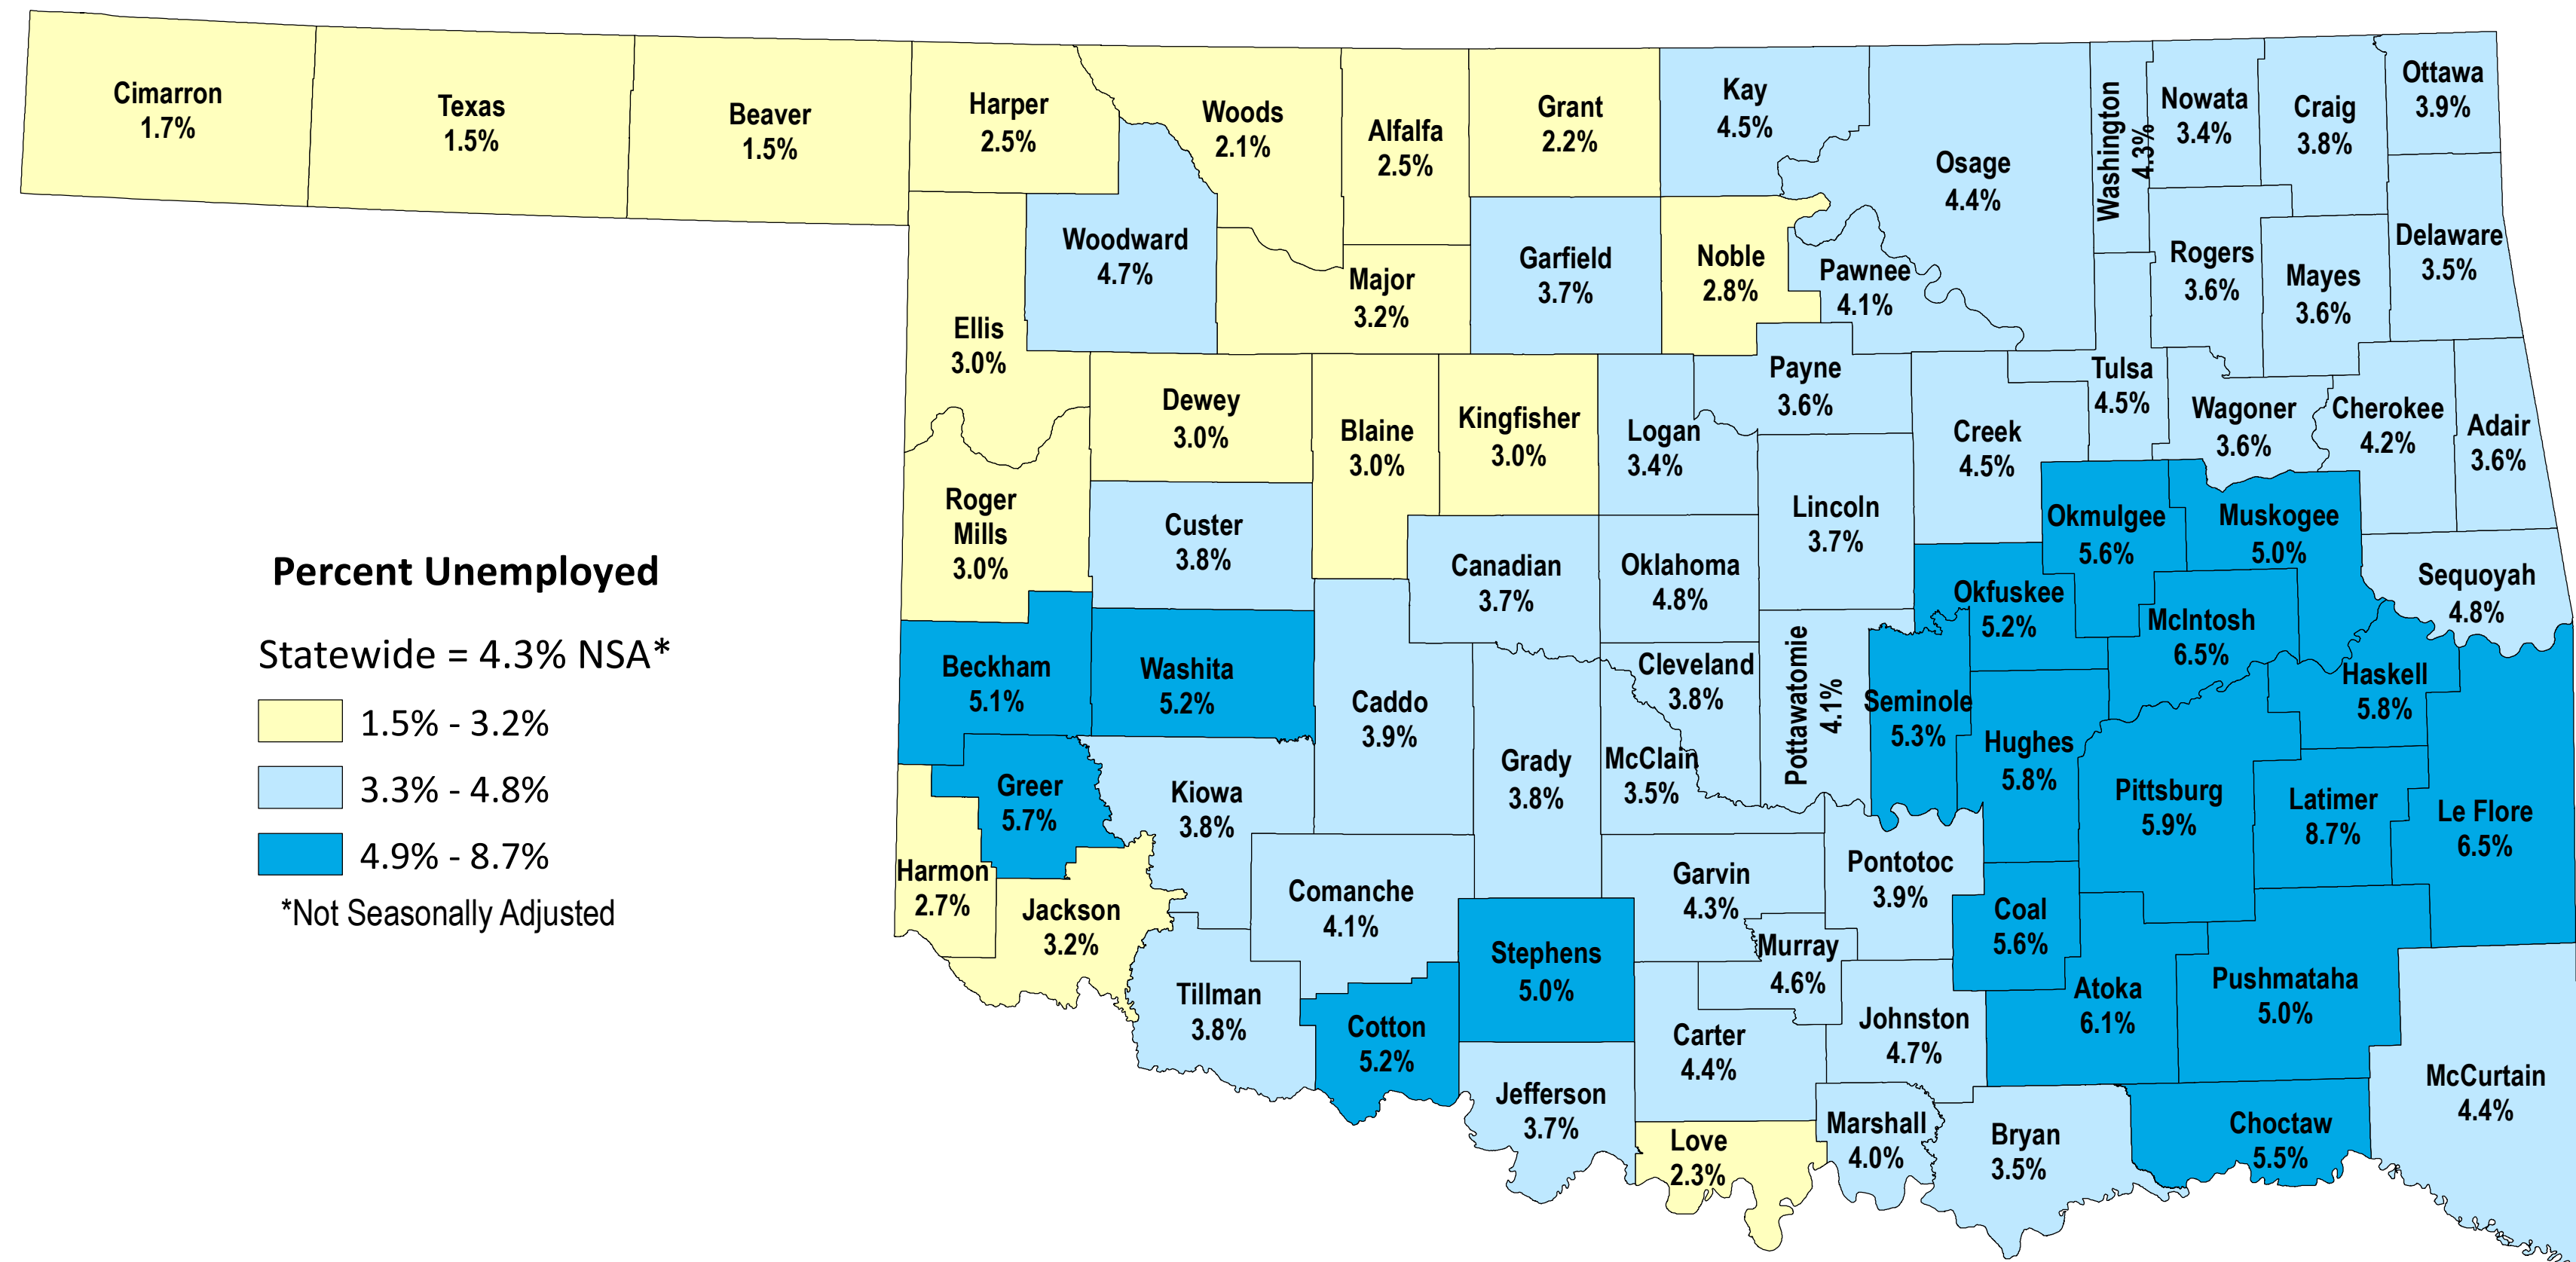 Cimarron
1.7%
Texas
1.5%
Beaver
1.5%
Harper
2.5%
Woods
2.1%
Alfalfa
2.5%
Grant
2.2%
Kay
4.5%
Osage
4.4%
Washington
4.3%
Nowata
3.4%
Craig
3.8%
Ottawa
3.9%
Woodward
4.7%
Major
3.2%
Garfield
3.7%
Noble
2.8%
Pawnee
4.1%
Rogers
3.6%
Mayes
3.6%
Delaware
3.5%
Ellis
3.0%
Dewey
3.0%
Blaine
3.0%
Kingfisher
3.0%
Logan
3.4%
Payne
3.6%
Creek
4.5%
Tulsa
4.5%
Wagoner
3.6%
Cherokee
4.2%
Adair
3.6%
Roger
Mills
3.0%
Custer
3.8%
Canadian
3.7%
Oklahoma
4.8%
Lincoln
3.7%
Okmulgee
5.6%
Muskogee
5.0%
Okfuskee
5.2%
McIntosh
6.5%
Sequoyah
4.8%
Percent Unemployed
Statewide = 4.3% NSA*
1.5% - 3.2%
3.3% - 4.8%
4.9% - 8.7%
*Not Seasonally Adjusted
Beckham
5.1%
Washita
5.2%
Caddo
3.9%
Grady
3.8%
Cleveland
3.8%
McClain
3.5%
Pottawatomie
4.1%
Seminole
5.3%
Hughes
5.8%
Haskell
5.8%
Pittsburg
5.9%
Latimer
8.7%
Le Flore
6.5%
Greer
5.7%
Kiowa
3.8%
Harmon
2.7%
Jackson
3.2%
Comanche
4.1%
Stephens
5.0%
Garvin
4.3%
Pontotoc
3.9%
Coal
5.6%
Murray
4.6%
Tillman
3.8%
Cotton
5.2%
Carter
4.4%
Johnston
4.7%
Atoka
6.1%
Pushmataha
5.0%
McCurtain
4.4%
Jefferson
3.7%
Love
2.3%
Marshall
4.0%
Bryan
3.5%
Choctaw
5.5%